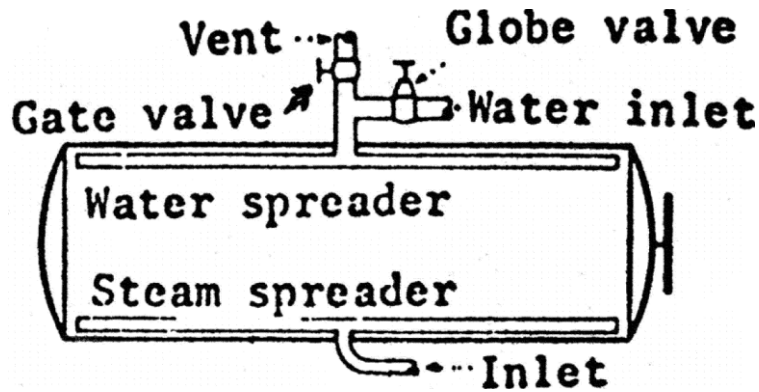 Vent
Globe valve
Gate valve
Water inlet
Water spreader
Steam spreader
Inlet